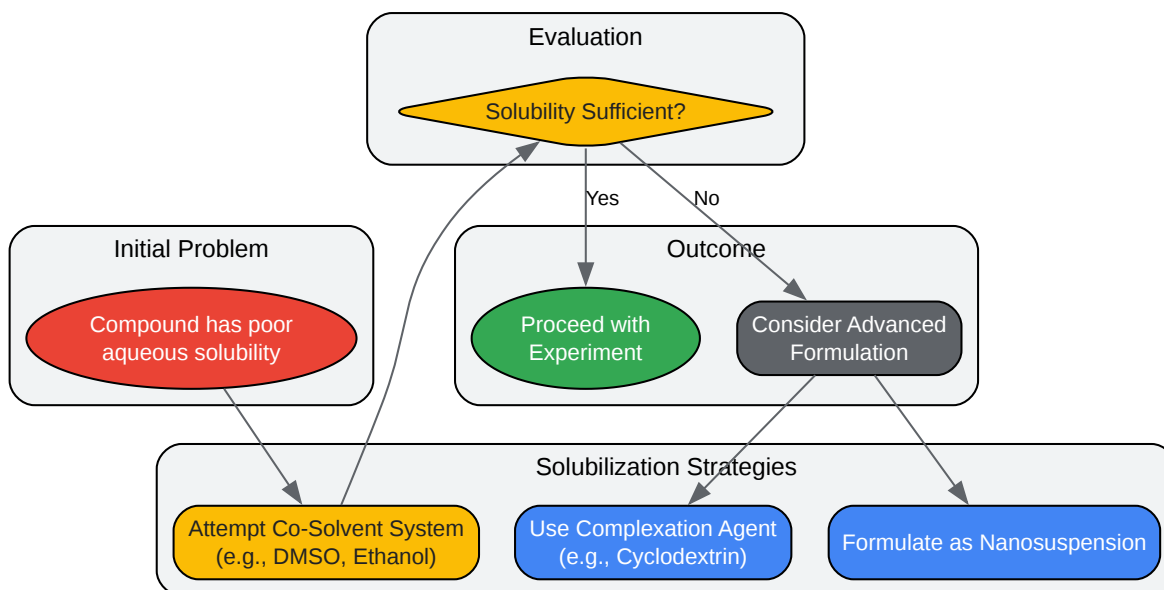 Evaluation
Solubility Sufficient?
Yes
No
Initial Problem
Compound has poor
aqueous solubility
Outcome
Proceed with
Experiment
Consider Advanced
Formulation
Solubilization Strategies
Attempt Co-Solvent System
(e.g., DMSO, Ethanol)
Use Complexation Agent
(e.g., Cyclodextrin)
Formulate as Nanosuspension